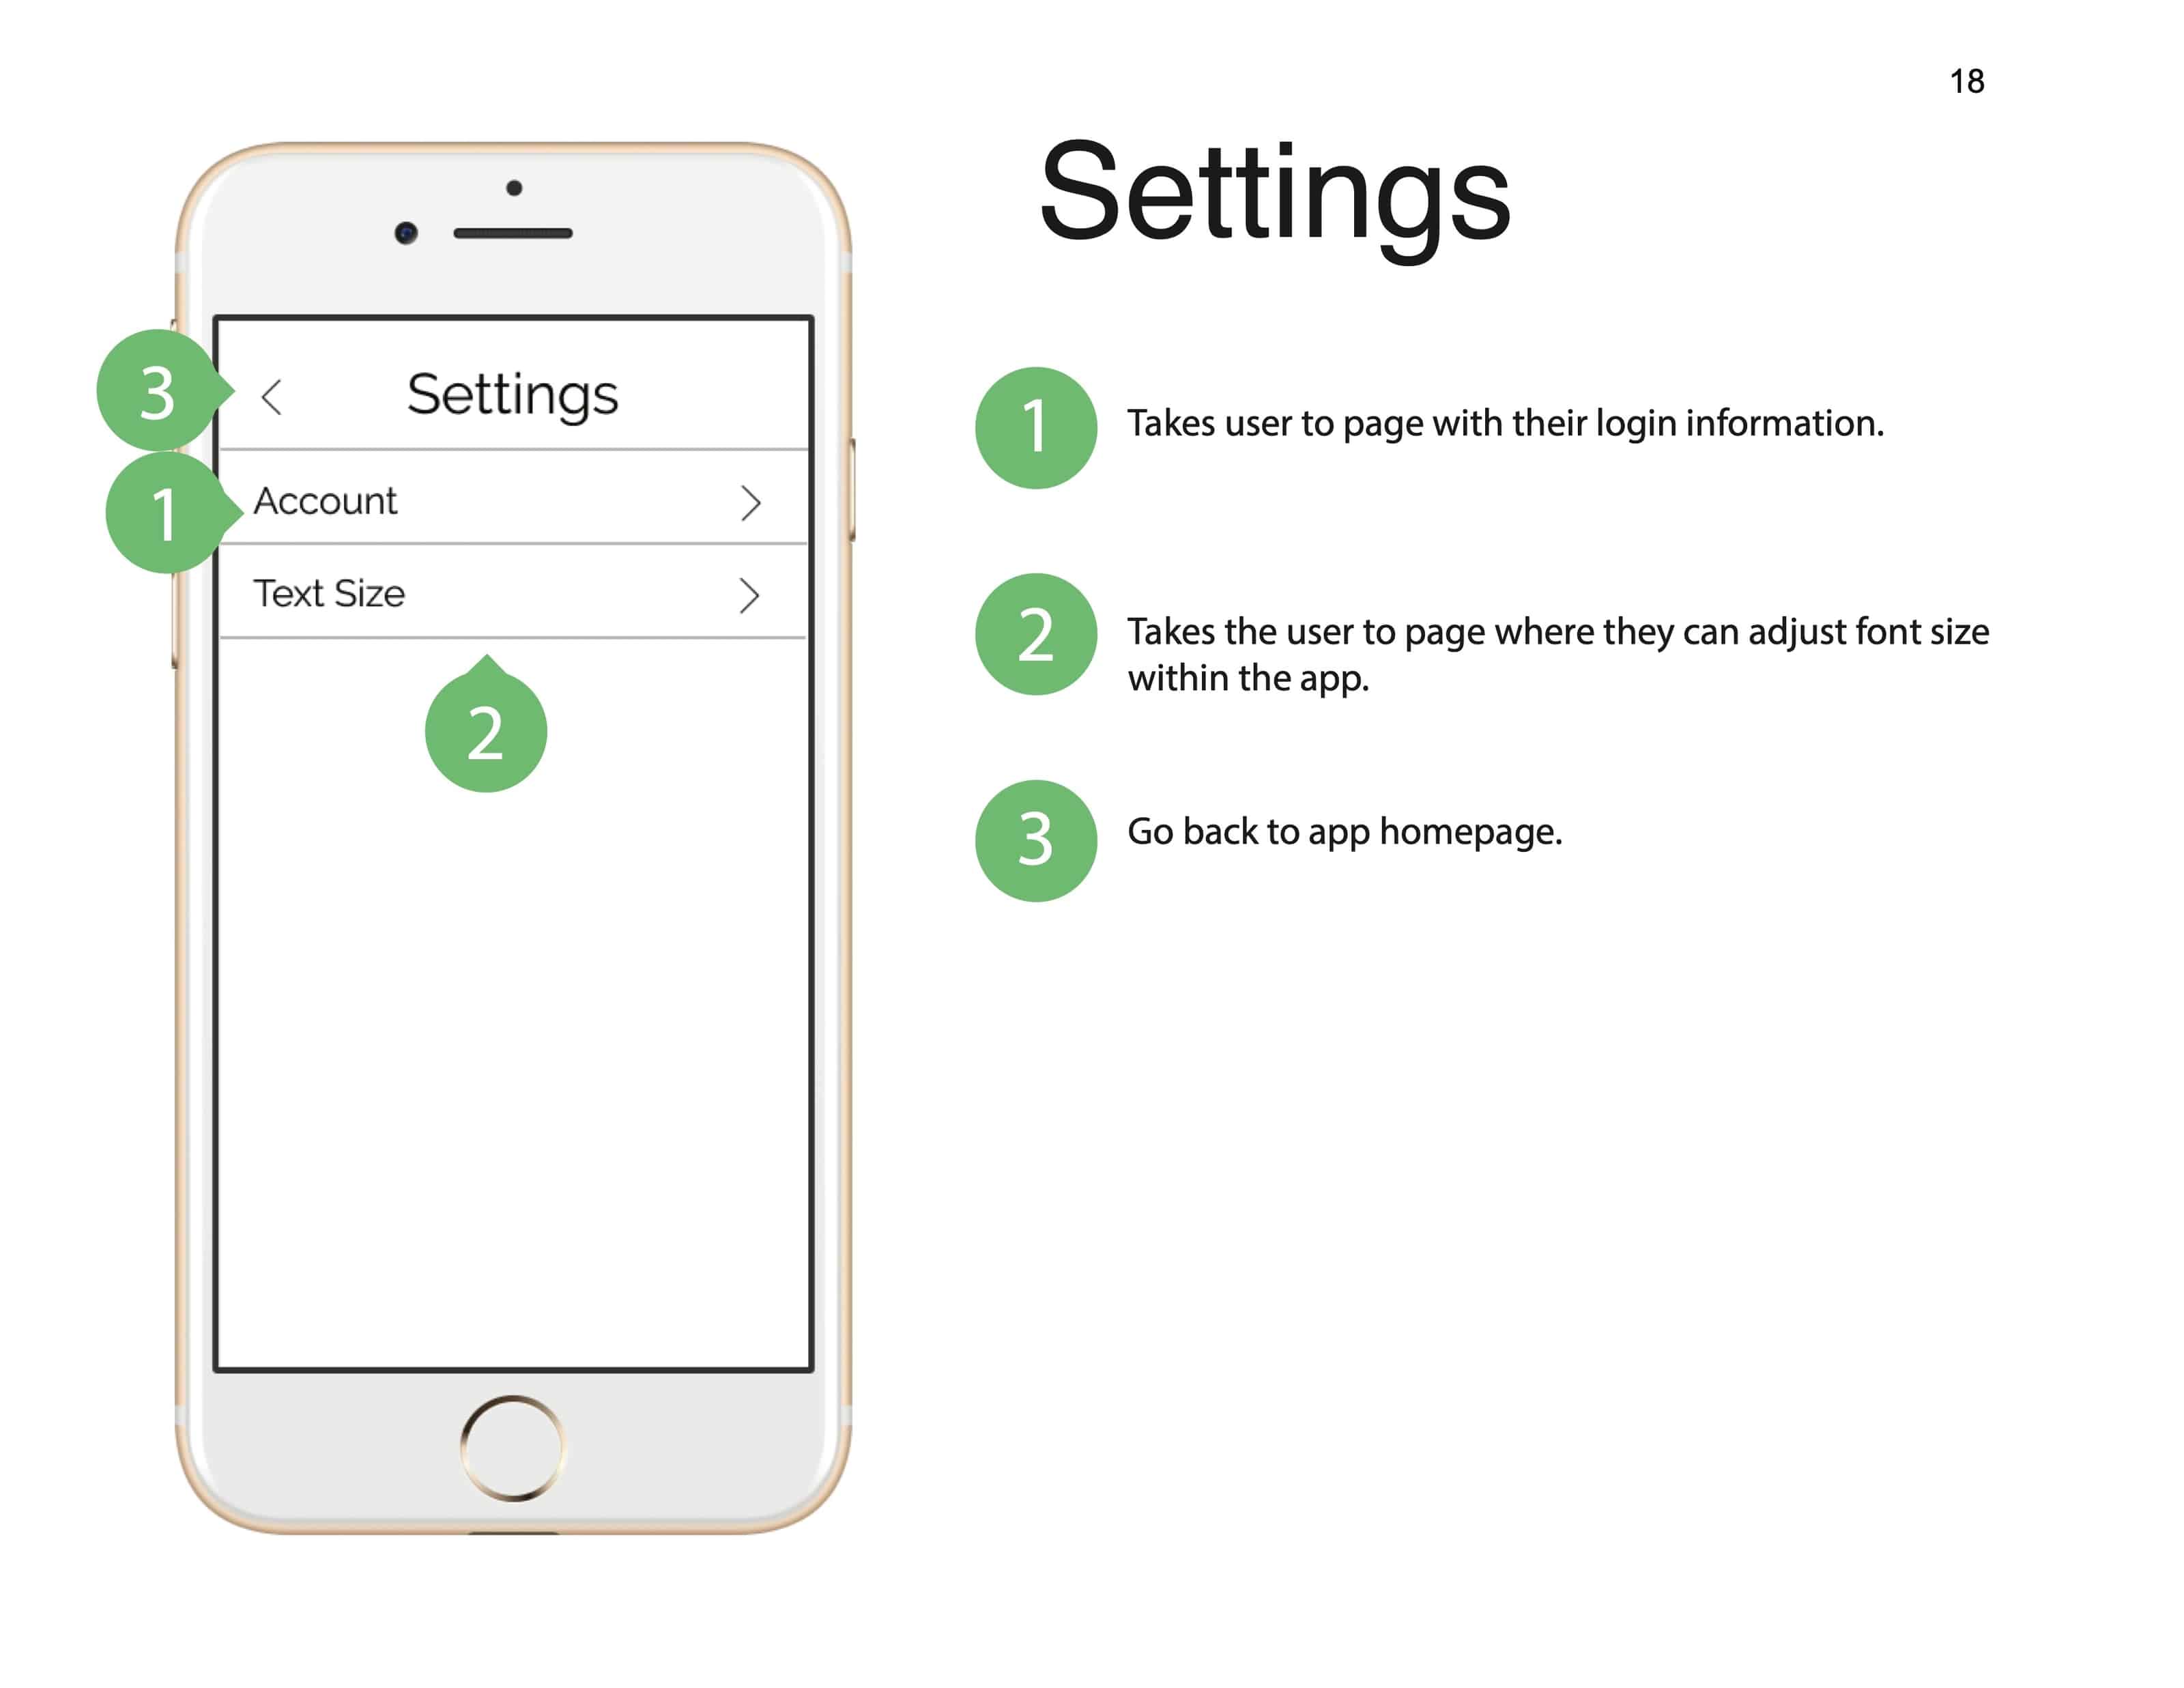 18
Settings
3
< Settings
1
Account >
Text Size >
2
1
Takes user to page with their login information.
2
Takes the user to page where they can adjust font size
within the app.
3
Go back to app homepage.